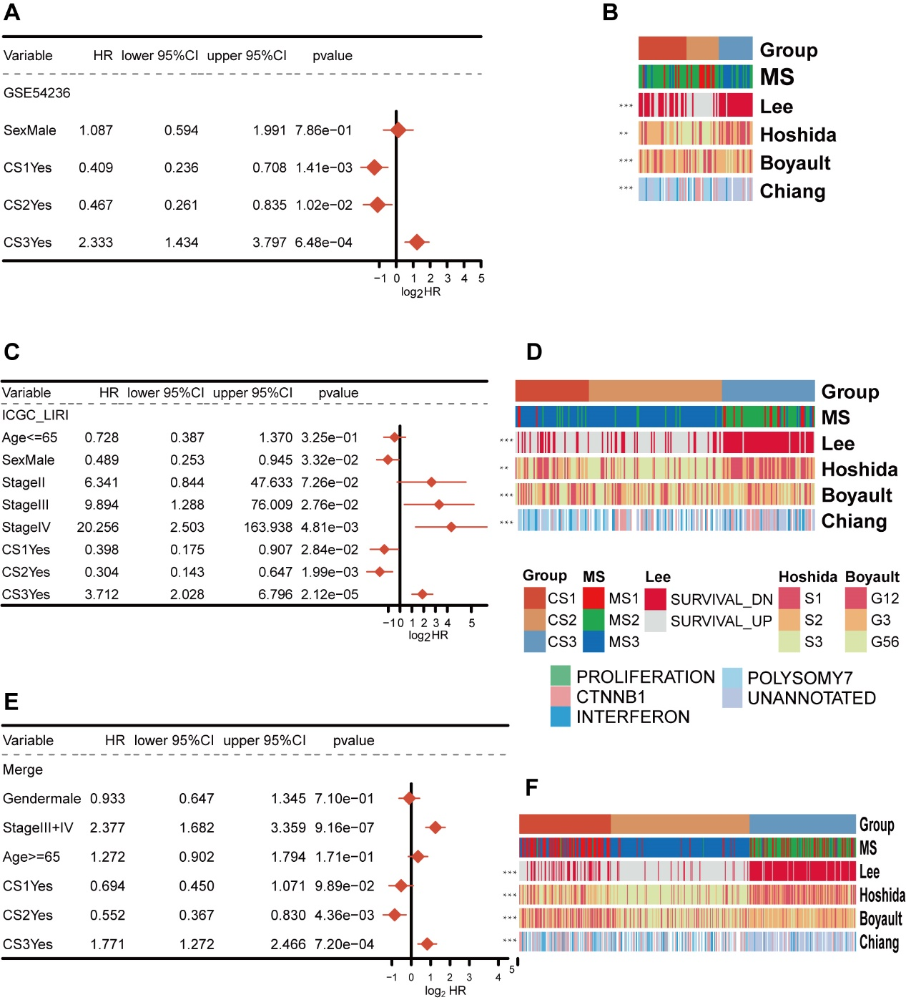 A
Variable HR lower 95%CI upper 95%CI pvalue
GSE54236
SexMale 1.087 0.594 1.991 7.86e−01
CS1Yes 0.409 0.236 0.708 1.41e−03
CS2Yes 0.467 0.261 0.835 1.02e−02
CS3Yes 2.333 1.434 3.797 6.48e−04
−1 0 1 2 3 4 5
log2HR
B
Group
MS
*** Lee
** Hoshida
*** Boyault
*** Chiang
C
Variable HR lower 95%CI upper 95%CI pvalue
ICGC_LIRI
Age<=65 0.728 0.387 1.370 3.25e−01
SexMale 0.489 0.253 0.945 3.32e−02
StageII 6.341 0.844 47.633 7.26e−02
StageIII 9.894 1.288 76.009 2.76e−02
StageIV 20.256 2.503 163.938 4.81e−03
CS1Yes 0.398 0.175 0.907 2.84e−02
CS2Yes 0.304 0.143 0.647 1.99e−03
CS3Yes 3.712 2.028 6.796 2.12e−05
−1 0 1 2 3 4 5
log2HR
D
Group
MS
*** Lee
** Hoshida
*** Boyault
*** Chiang
Group MS Lee Hoshida Boyault
CS1 MS1 SURVIVAL_DN S1 G12
CS2 MS2 SURVIVAL_UP S2 G3
CS3 MS3 S3 G56
PROLIFERATION POLYSOMY7
CTNNB1 UNANNOTATED
INTERFERON
E
Variable HR lower 95%CI upper 95%CI pvalue
Merge
Gendermale 0.933 0.647 1.345 7.10e−01
StageIII+IV 2.377 1.682 3.359 9.16e−07
Age>=65 1.272 0.902 1.794 1.71e−01
CS1Yes 0.694 0.450 1.071 9.89e−02
CS2Yes 0.552 0.367 0.830 4.36e−03
CS3Yes 1.771 1.272 2.466 7.20e−04
−1 0 1 2 3 4 5
log2 HR
F
Group
MS
*** Lee
*** Hoshida
*** Boyault
*** Chiang